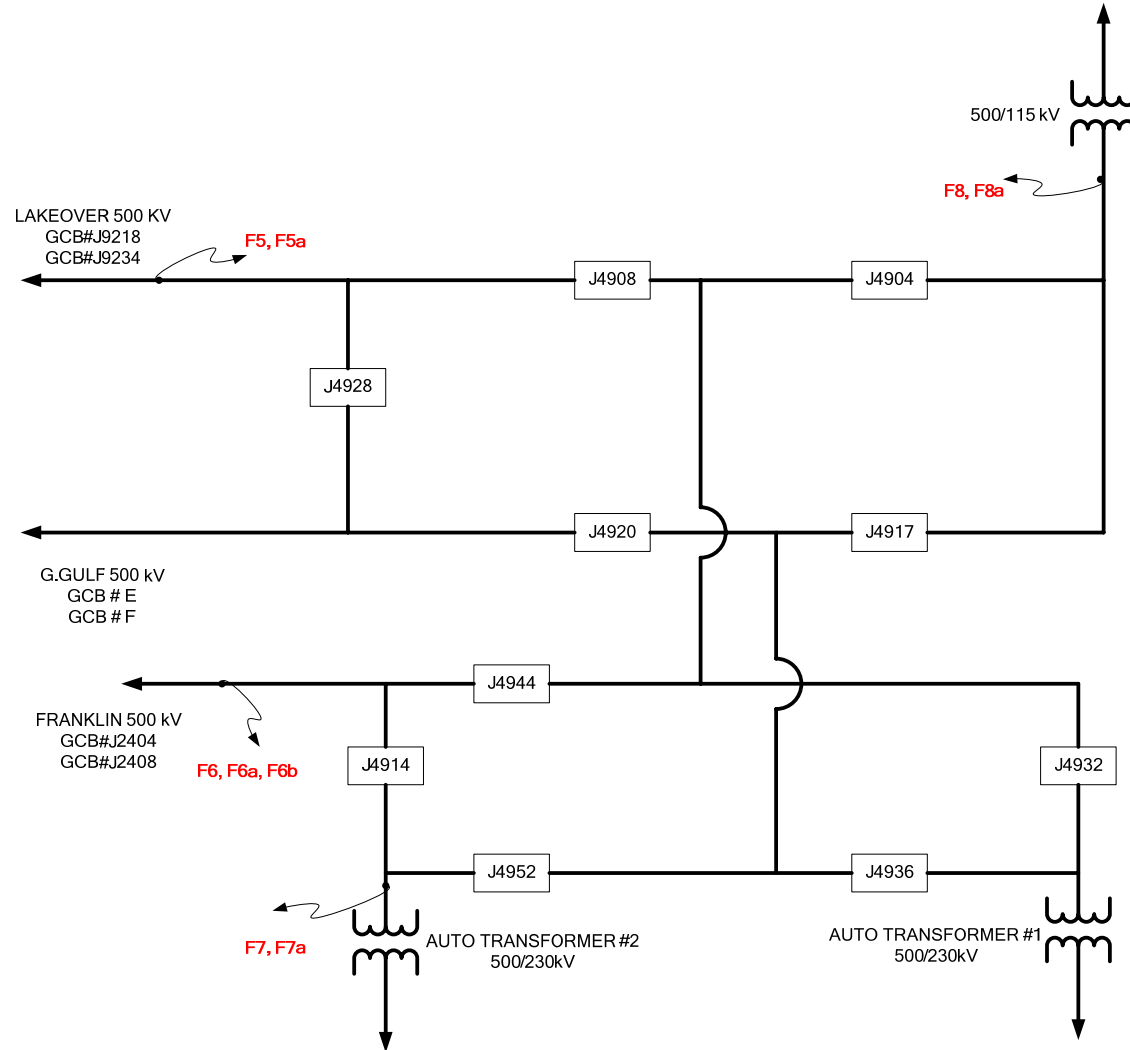 500/115 kV
F8, F8a
LAKEOVER 500 KV
GCB#J9218
GCB#J9234
F5, F5a
J4908
J4904
J4928
J4920
J4917
G.GULF 500 kV
GCB # E
GCB # F
J4944
FRANKLIN 500 kV
GCB#J2404
GCB#J2408
F6, F6a, F6b
J4914
J4932
J4952
J4936
F7, F7a
AUTO TRANSFORMER #2
500/230kV
AUTO TRANSFORMER #1
500/230kV